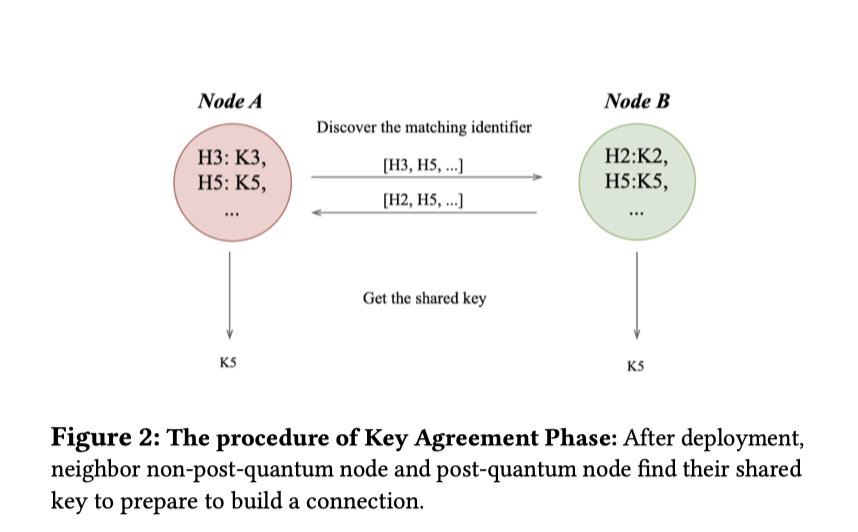 Node A
Node B
Discover the matching identifier
H3: K3,
H5: K5,
...
[H3, H5, ...]
[H2, H5, ...]
H2:K2,
H5:K5,
...
Get the shared key
K5
K5
Figure 2: The procedure of Key Agreement Phase: After deployment,
neighbor non-post-quantum node and post-quantum node find their shared
key to prepare to build a connection.